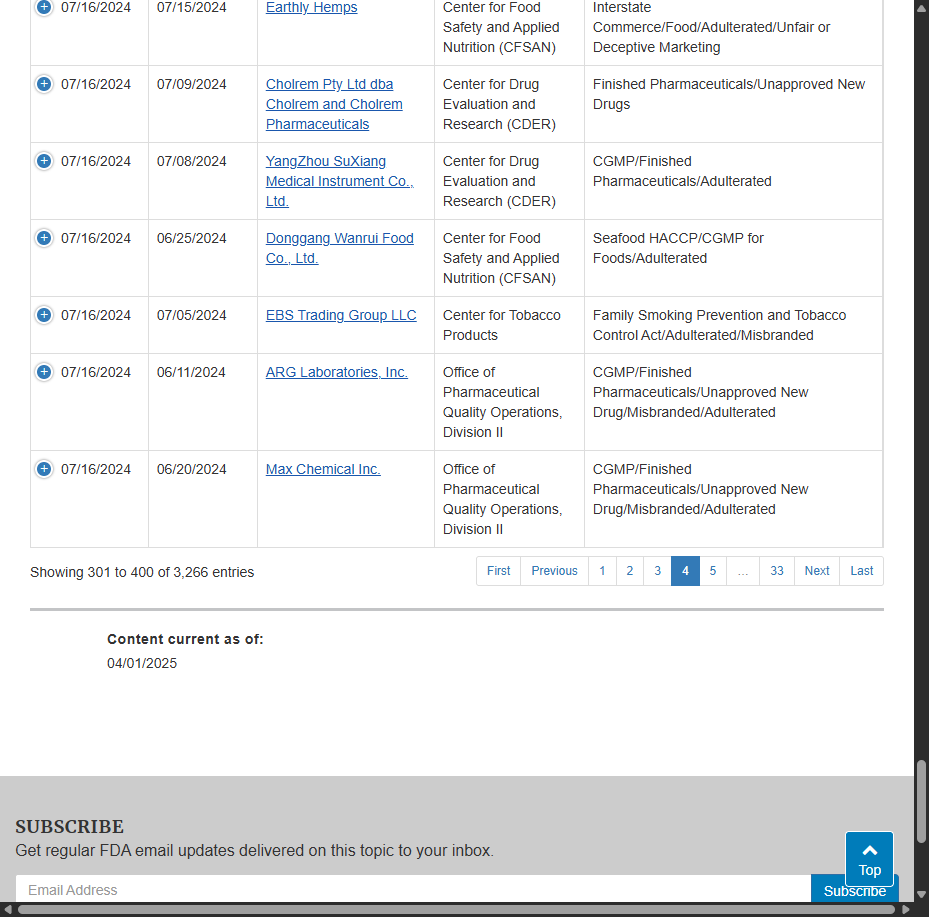 07/16/2024 07/15/2024 Earthly Hemps Center for Food Interstate
Safety and Applied Commerce/Food/Adulterated/Unfair or
Nutrition (CFSAN) Deceptive Marketing
07/16/2024 07/09/2024 Cholrem Pty Ltd dba Center for Drug Finished Pharmaceuticals/Unapproved New
Cholrem and Cholrem Evaluation and Drugs
Pharmaceuticals Research (CDER)
07/16/2024 07/08/2024 YangZhou SuXiang Center for Drug CGMP/Finished
Medical Instrument Co., Evaluation and Pharmaceuticals/Adulterated
Ltd. Research (CDER)
07/16/2024 06/25/2024 Donggang Wanrui Food Center for Food Seafood HACCP/CGMP for
Co., Ltd. Safety and Applied Foods/Adulterated
Nutrition (CFSAN)
07/16/2024 07/05/2024 EBS Trading Group LLC Center for Tobacco Family Smoking Prevention and Tobacco
Products Control Act/Adulterated/Misbranded
07/16/2024 06/11/2024 ARG Laboratories, Inc. Office of CGMP/Finished
Pharmaceutical Pharmaceuticals/Unapproved New
Quality Operations, Drug/Misbranded/Adulterated
Division II
07/16/2024 06/20/2024 Max Chemical Inc. Office of CGMP/Finished
Pharmaceutical Pharmaceuticals/Unapproved New
Quality Operations, Drug/Misbranded/Adulterated
Division II
Showing 301 to 400 of 3,266 entries First Previous 1 2 3 4 5 … 33 Next Last
Content current as of:
04/01/2025
SUBSCRIBE
Get regular FDA email updates delivered on this topic to your inbox.
Top
Email Address Subscribe